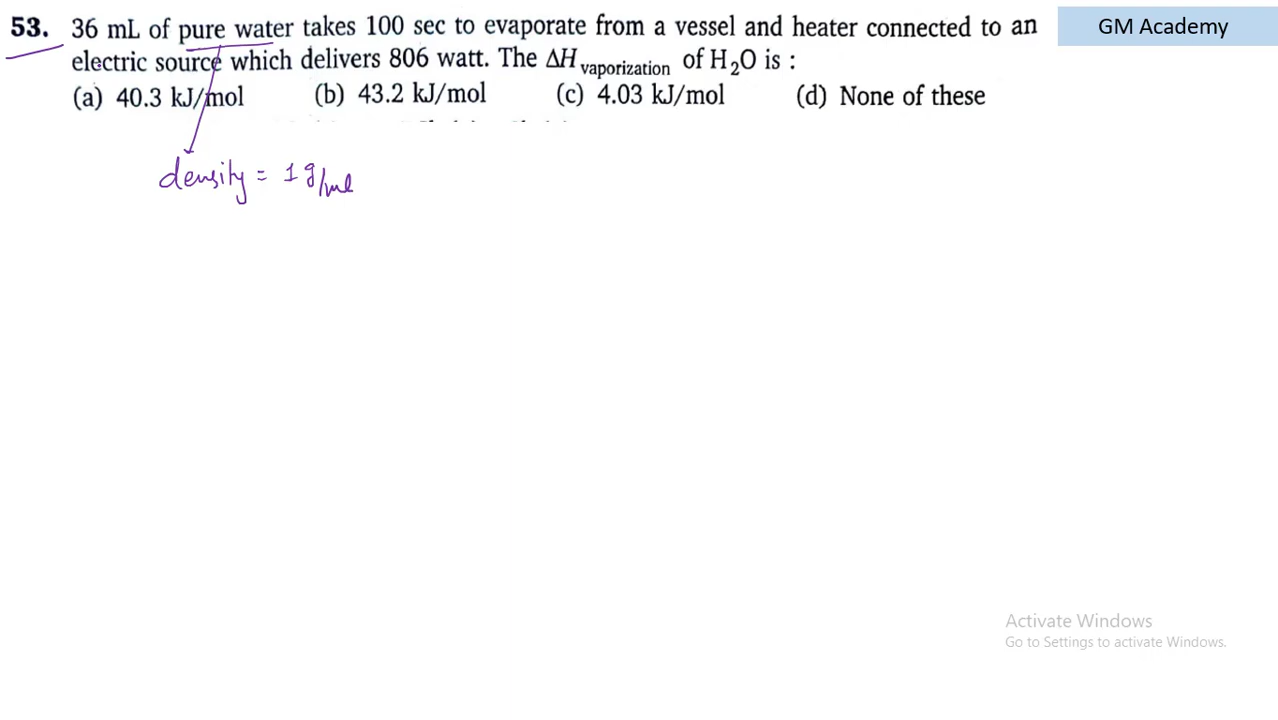 53. 36 mL of pure water takes 100 sec to evaporate from a vessel and heater connected to an
electric source which delivers 806 watt. The ΔH vaporization of H₂O is :
(a) 40.3 kJ/mol (b) 43.2 kJ/mol (c) 4.03 kJ/mol (d) None of these
density = 1 g/ml
GM Academy
Activate Windows
Go to Settings to activate Windows.